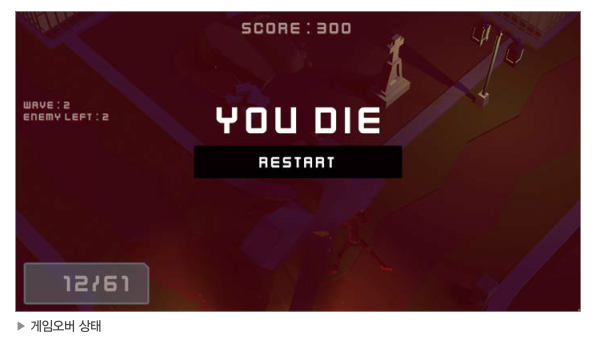 SCORE : 300
WAVE : 2
ENEMY LEFT : 2
YOU DIE
RESTART
12/61
▶ 게임오버 상태